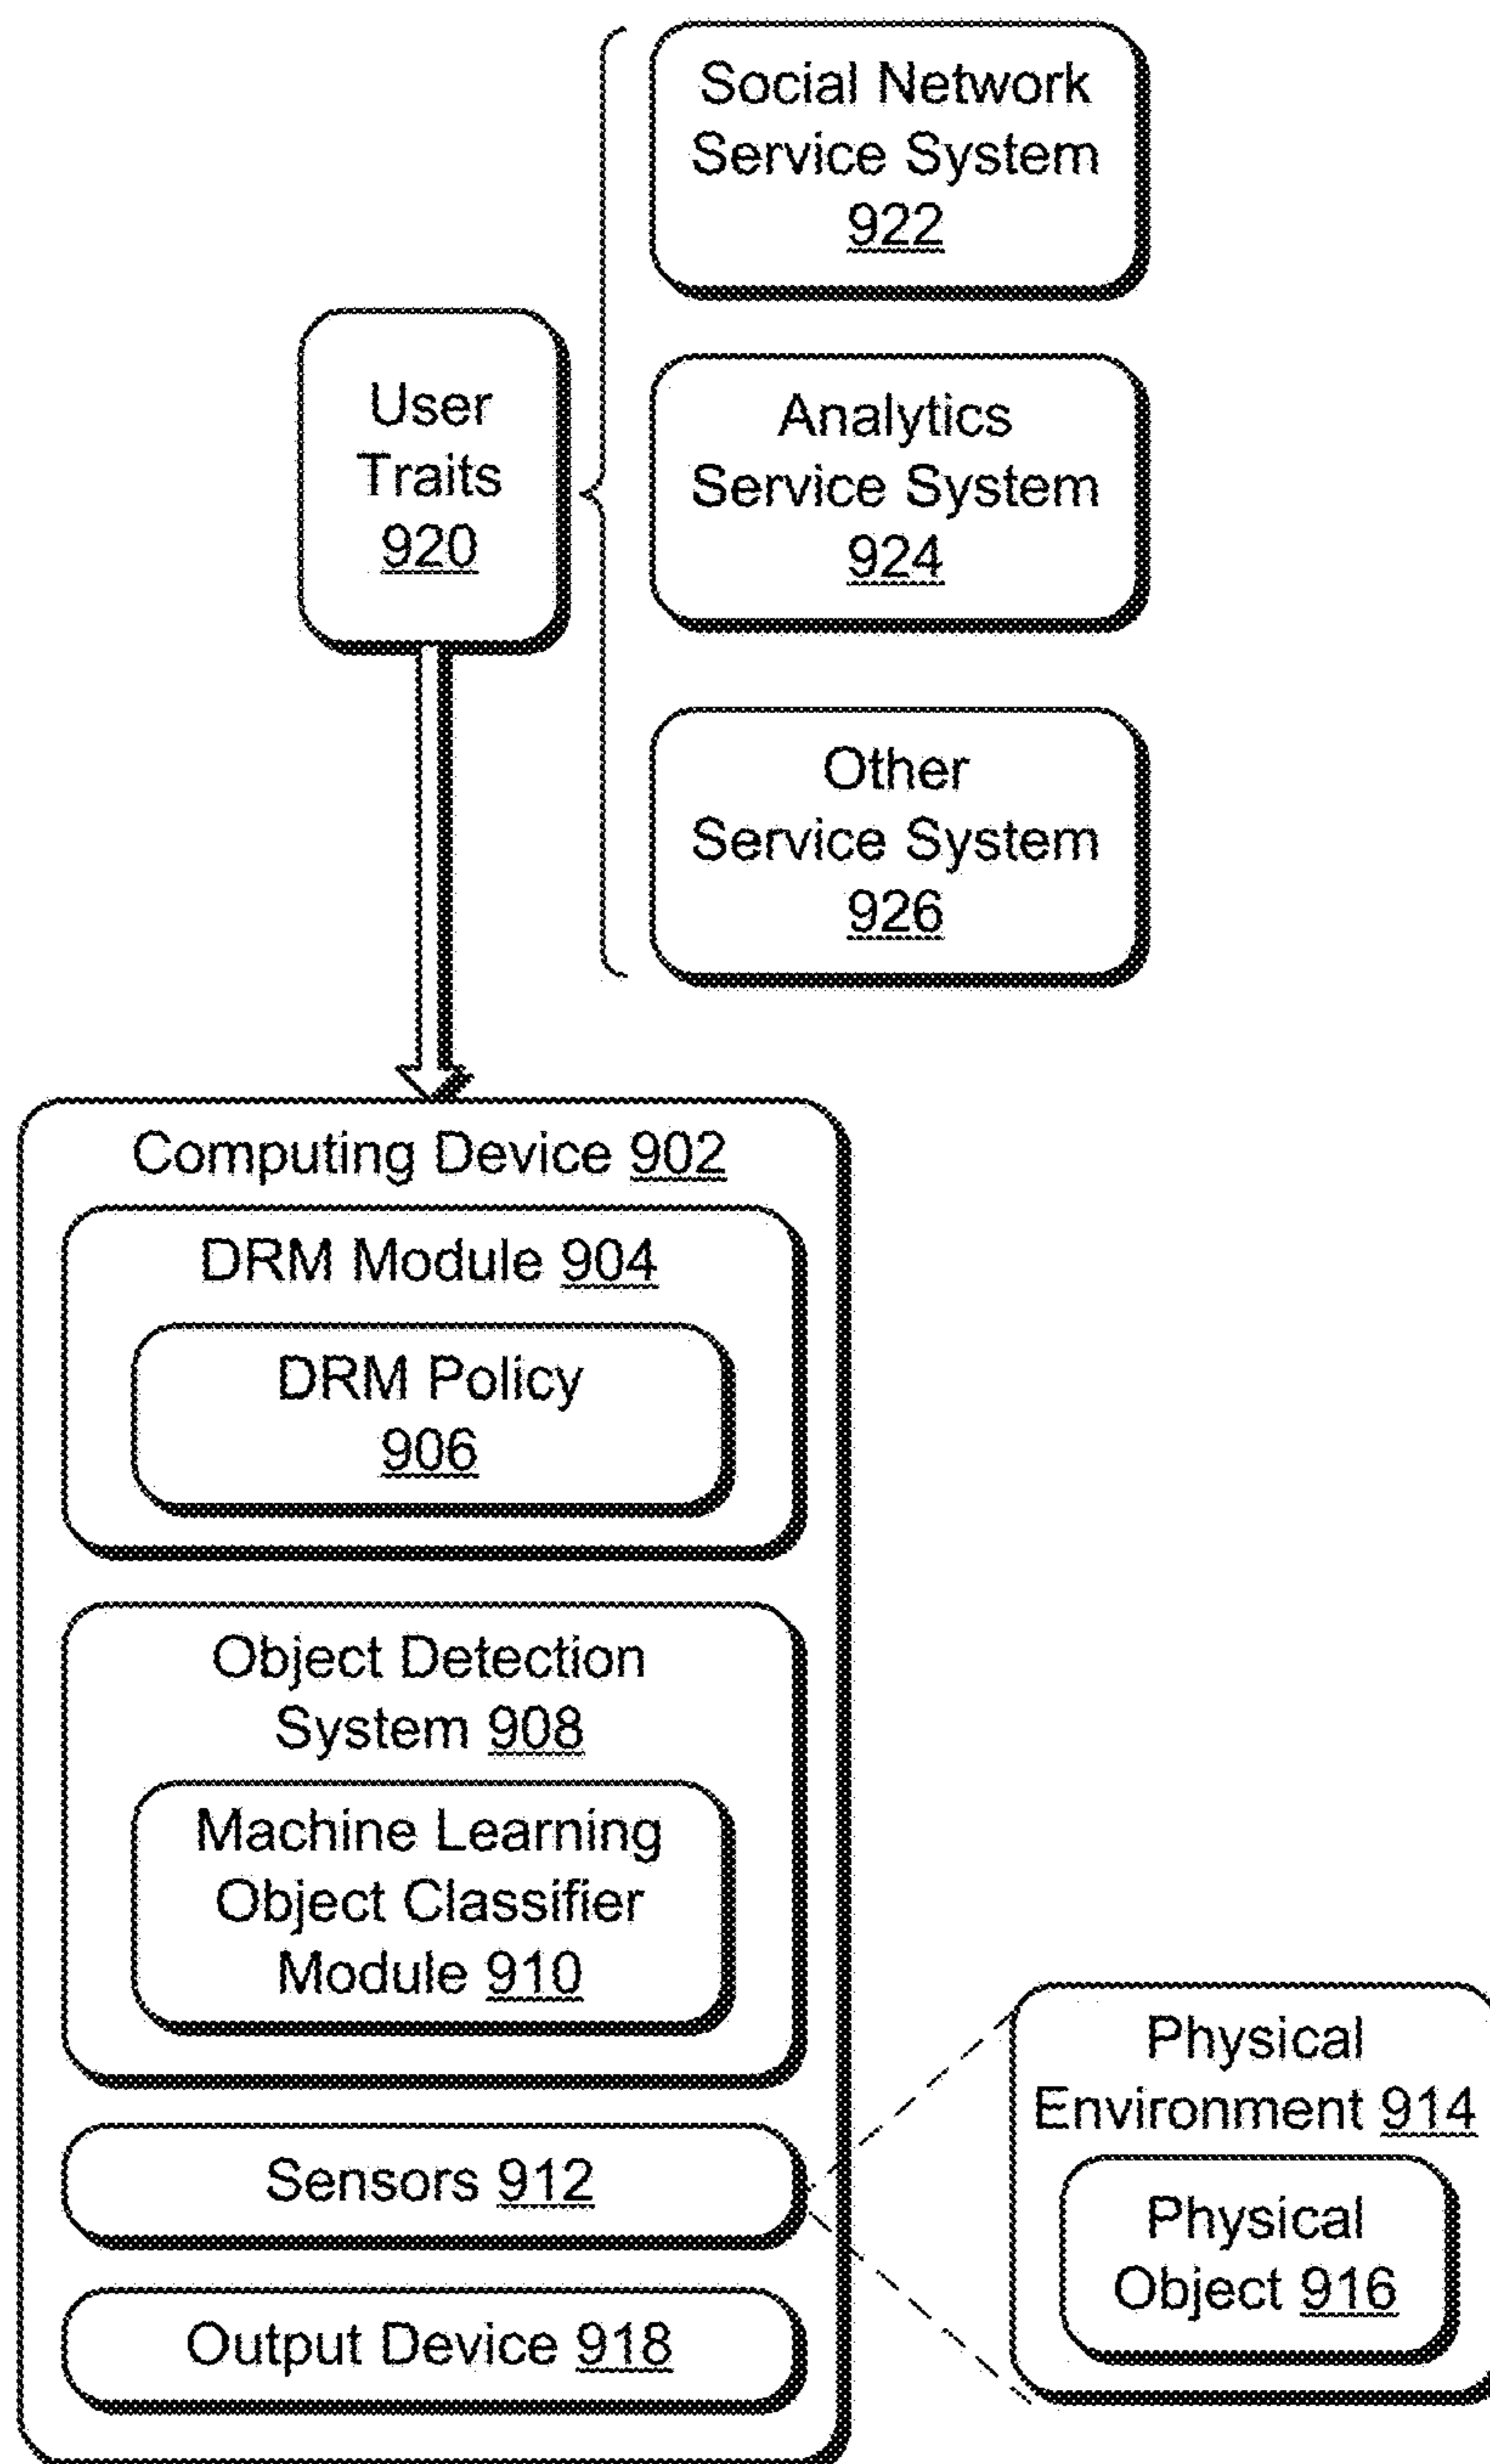 Social Network
Service System
922
User
Traits
920
Analytics
Service System
924
Other
Service System
926
Computing Device 902
DRM Module 904
DRM Policy
906
Object Detection
System 908
Machine Learning
Object Classifier
Module 910
Sensors 912
Output Device 918
Physical
Environment 914
Physical
Object 916